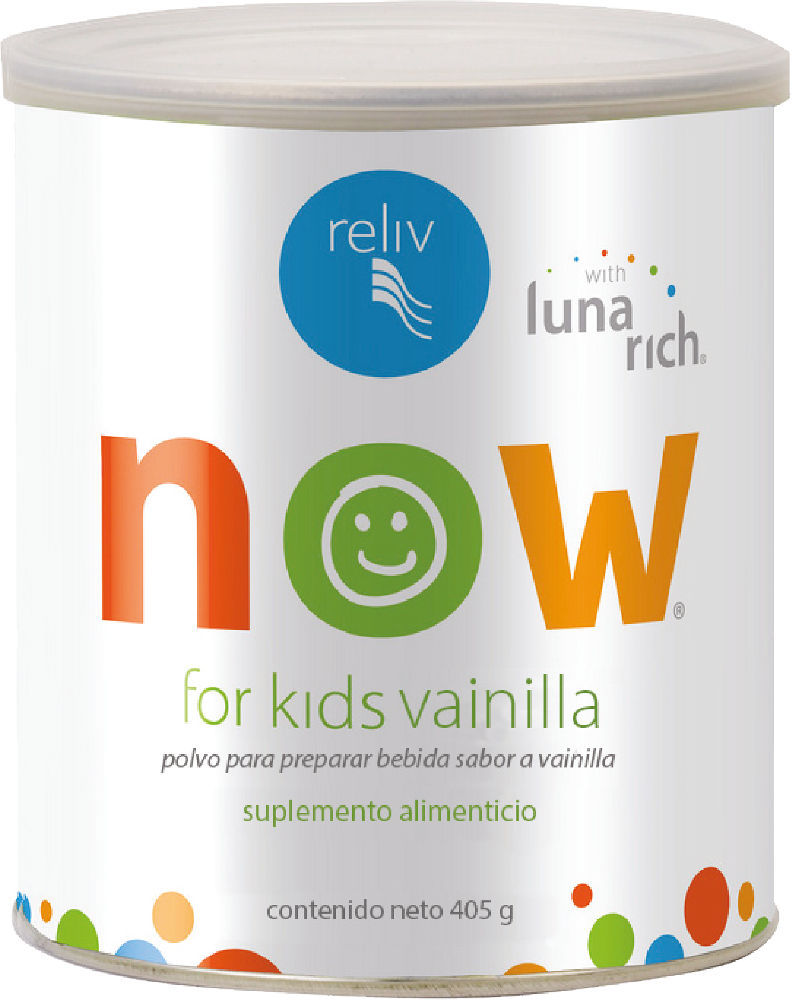 reliv
with
luna
rich®
now®
for kids vainilla
polvo para preparar bebida sabor a vainilla
suplemento alimenticio
contenido neto 405 g